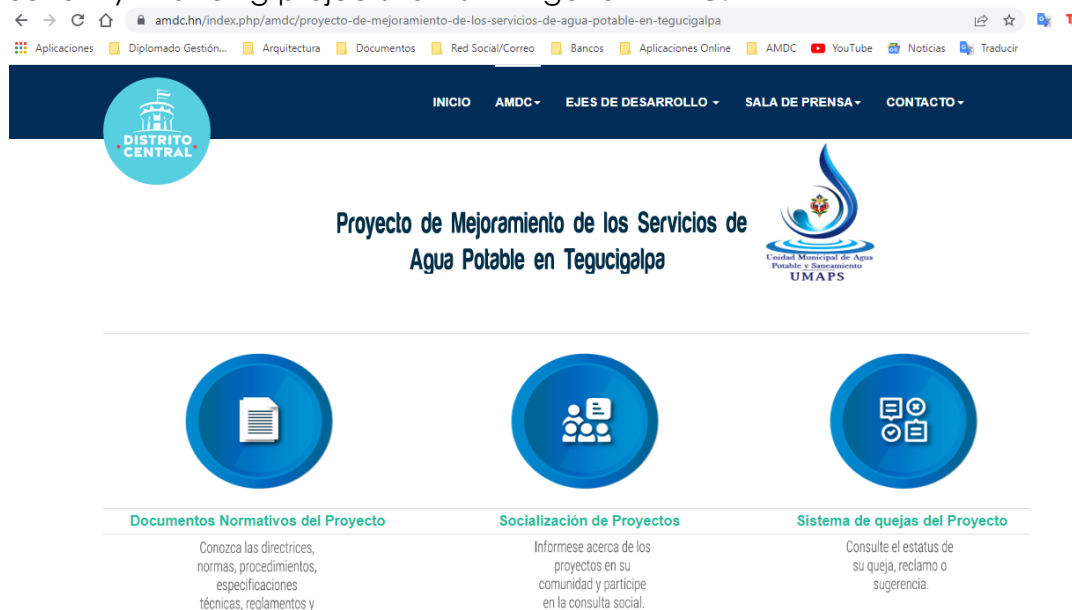 amdc.hn/index.php/amdc/proyecto-de-mejoramiento-de-los-servicios-de-agua-potable-en-tegucigalpa
Aplicaciones Diplomado Gestión... Arquitectura Documentos Red Social/Correo Bancos Aplicaciones Online AMDC YouTube Noticias Traducir
INICIO AMDC EJES DE DESARROLLO SALA DE PRENSA CONTACTO
DISTRITO
CENTRAL
Proyecto de Mejoramiento de los Servicios de
Agua Potable en Tegucigalpa
Unidad Municipal de Agua
Potable y Saneamiento
UMAPS
Documentos Normativos del Proyecto Socialización de Proyectos Sistema de quejas del Proyecto
Conozca las directrices,
normas, procedimientos,
especificaciones
técnicas, reglamentos y
Informese acerca de los
proyectos en su
comunidad y participe
en la consulta social.
Consulte el estatus de
su queja, reclamo o
sugerencia.